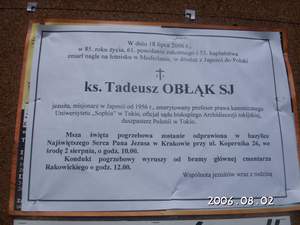 W dniu 18 lipca 2006 r.
w 85. roku życia, 61. powołania zakonnego i 52. kapłaństwa
zmarł nagle na lotnisku w Mediolanie, w drodze z Japonii do Polski
ks. Tadeusz OBŁĄK SJ
jezuita, misjonarz w Japonii od 1956 r., emerytowany profesor prawa kanonicznego
Uniwersytetu „Sophia” w Tokio, oficjał sądu biskupiego Archidiecezji tokijskiej,
duszpasterz Polonii w Tokio.
Msza święta pogrzebowa zostanie odprawiona w bazylice
Najświętszego Serca Pana Jezusa w Krakowie przy ul. Kopernika 26, we
środę 2 sierpnia, o godz. 10.00.
Kondukt pogrzebowy wyruszy od bramy głównej cmentarza
Rakowickiego o godz. 12.00.
Wspólnota jezuitów wraz z rodziną
2006. 08. 02